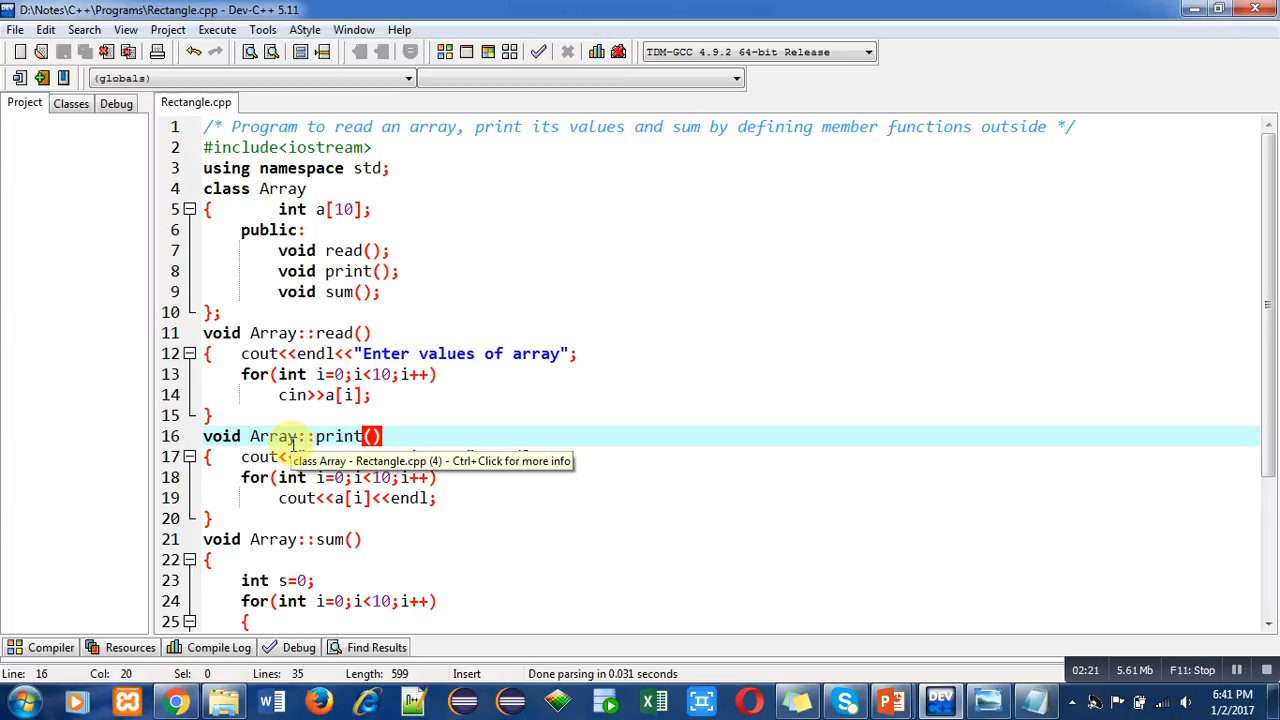 D:\Notes\C++\Programs\Rectangle.cpp - Dev-C++ 5.11
File Edit Search View Project Execute Tools AStyle Window Help
TDM-GCC 4.9.2 64-bit Release
(globals)
Project Classes Debug Rectangle.cpp
1 /* Program to read an array, print its values and sum by defining member functions outside */
2 #include<iostream>
3 using namespace std;
4 class Array
5 { int a[10];
6 public:
7 void read();
8 void print();
9 void sum();
10 };
11 void Array::read()
12 { cout<<endl<<"Enter values of array";
13 for(int i=0;i<10;i++)
14 cin>>a[i];
15 }
16 void Array::print()
17 { cout<
class Array - Rectangle.cpp (4) - Ctrl+Click for more info
18 for(int i=0;i<10;i++)
19 cout<<a[i]<<endl;
20 }
21 void Array::sum()
22 {
23 int s=0;
24 for(int i=0;i<10;i++)
25 {
Compiler Resources Compile Log Debug Find Results
Line: 16 Col: 20 Sel: 0 Lines: 35 Length: 599 Insert Done parsing in 0.031 seconds
02:21 5.61 Mb F11: Stop
6:41 PM
1/2/2017